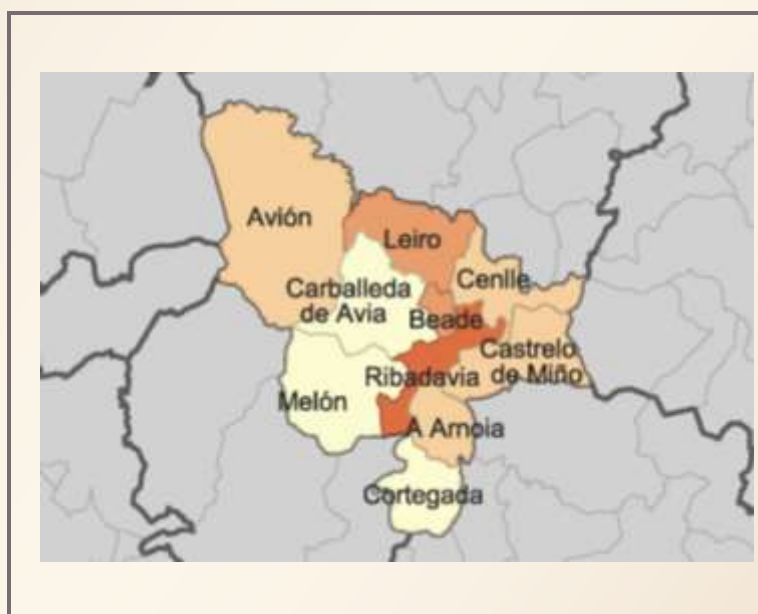 Avión
Leiro
Cenlle
Carballeda
de Avia
Beade
Castrelo
de Miño
Ribadavia
Melón
A Arnoia
Cortegada